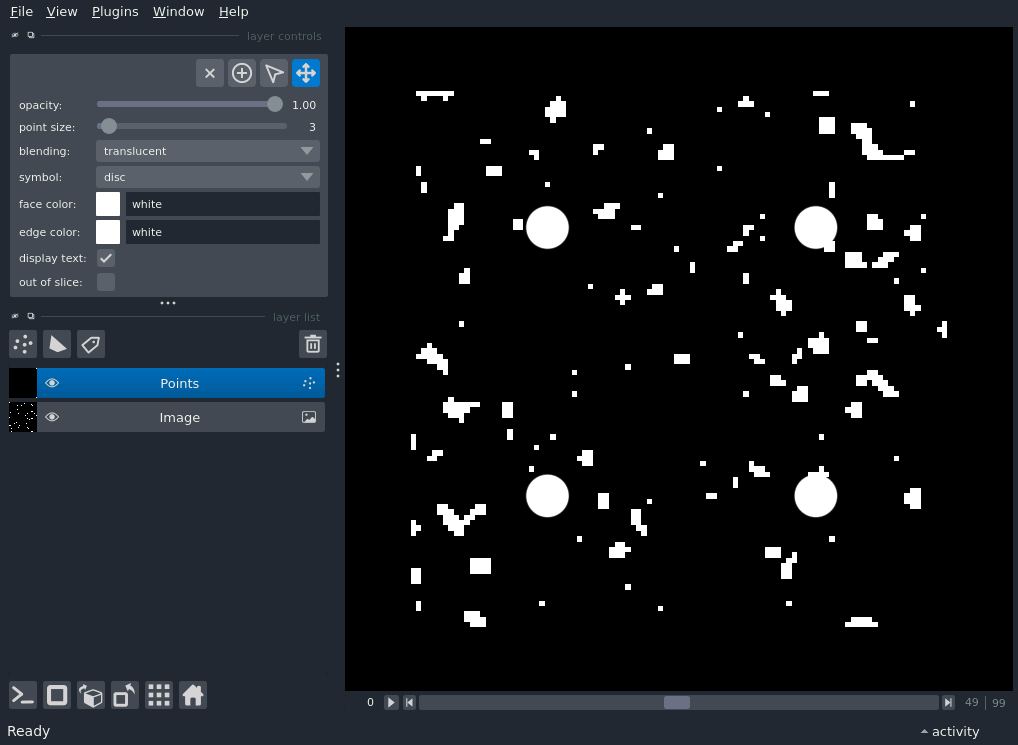 File View Plugins Window Help
layer controls
opacity: 1.00
point size: 3
blending: translucent
symbol: disc
face color: white
edge color: white
display text:
out of slice:
layer list
Points
Image
0 49 99
Ready activity